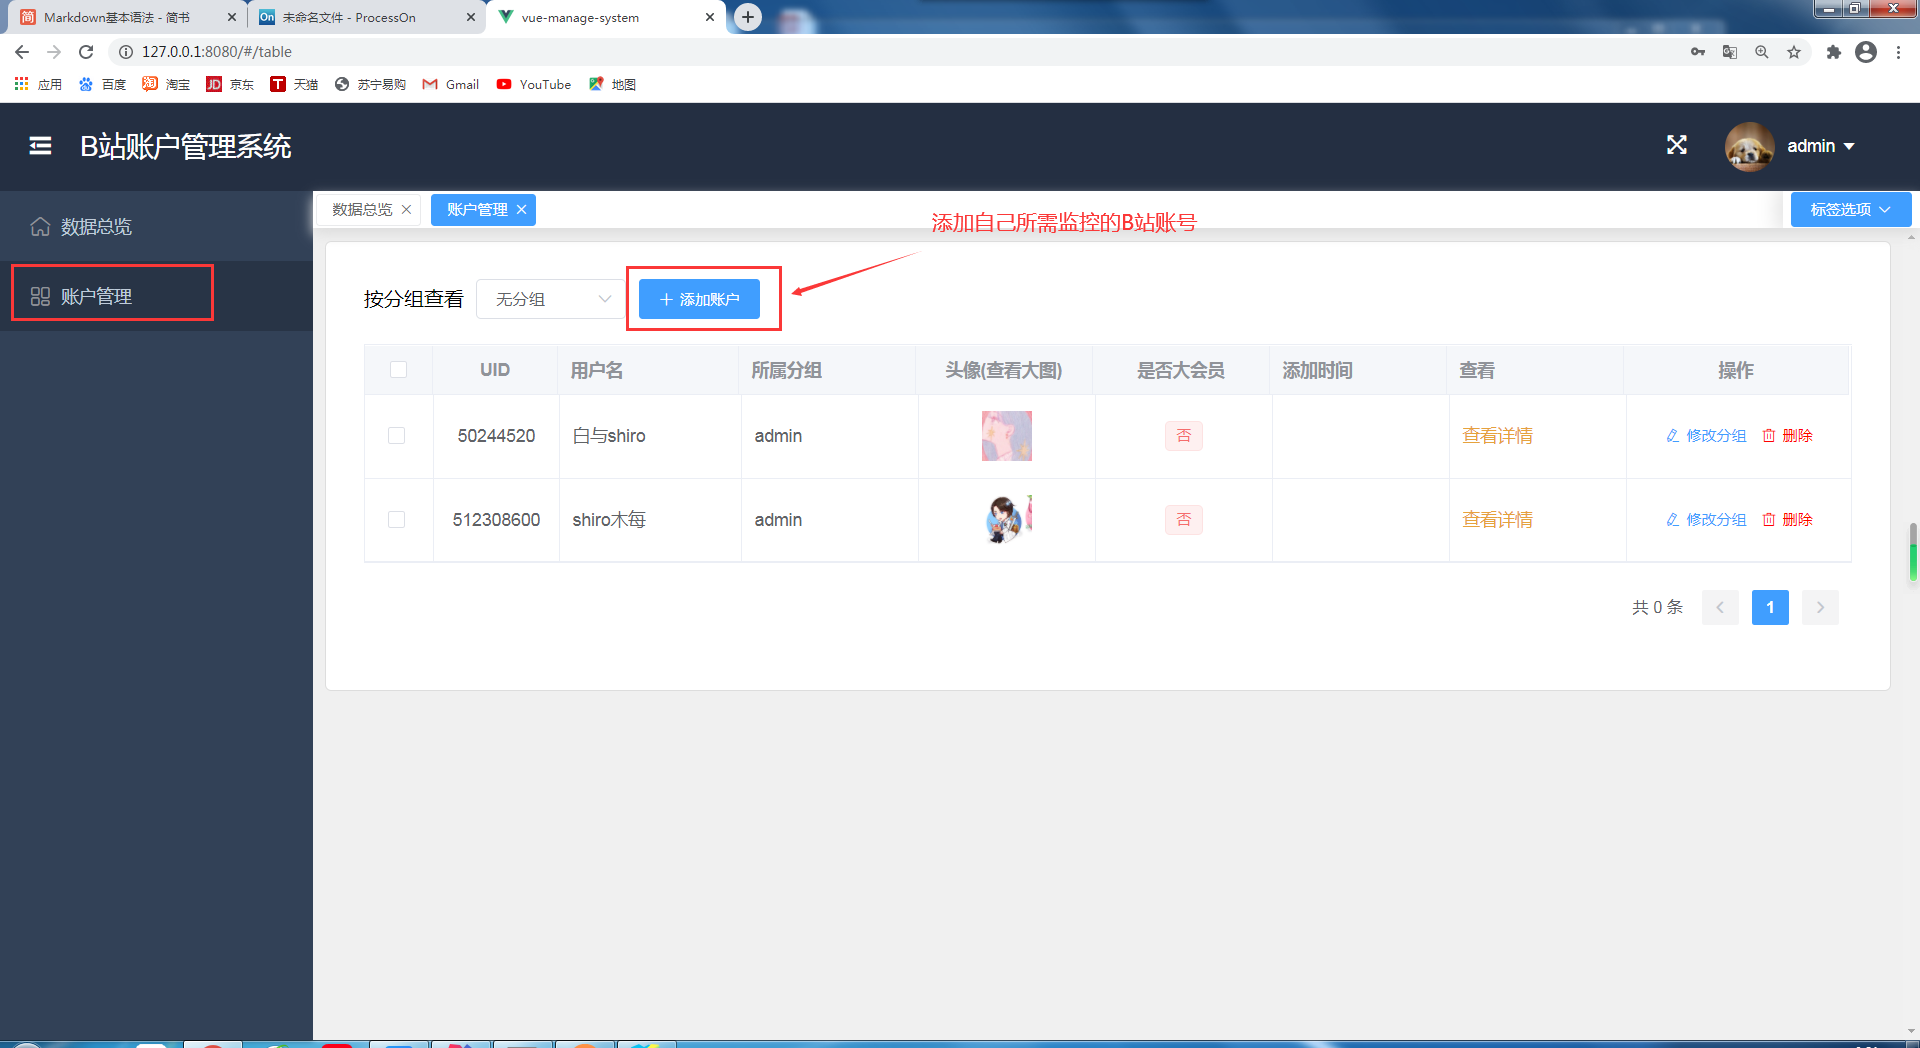 简 Markdown基本语法 - 简书
On 未命名文件 - ProcessOn
vue-manage-system
127.0.0.1:8080/#/table
应用
百度
淘 淘宝
JD 京东
T 天猫
苏宁易购
Gmail
YouTube
地图
B站账户管理系统
admin
数据总览
账户管理
数据总览
账户管理
标签选项
添加自己所需监控的B站账号
按分组查看
无分组
添加账户
UID 用户名 所属分组 头像(查看大图) 是否大会员 添加时间 查看 操作
50244520 白与shiro admin 否 查看详情 修改分组 删除
512308600 shiro木每 admin 否 查看详情 修改分组 删除
共 0 条
1